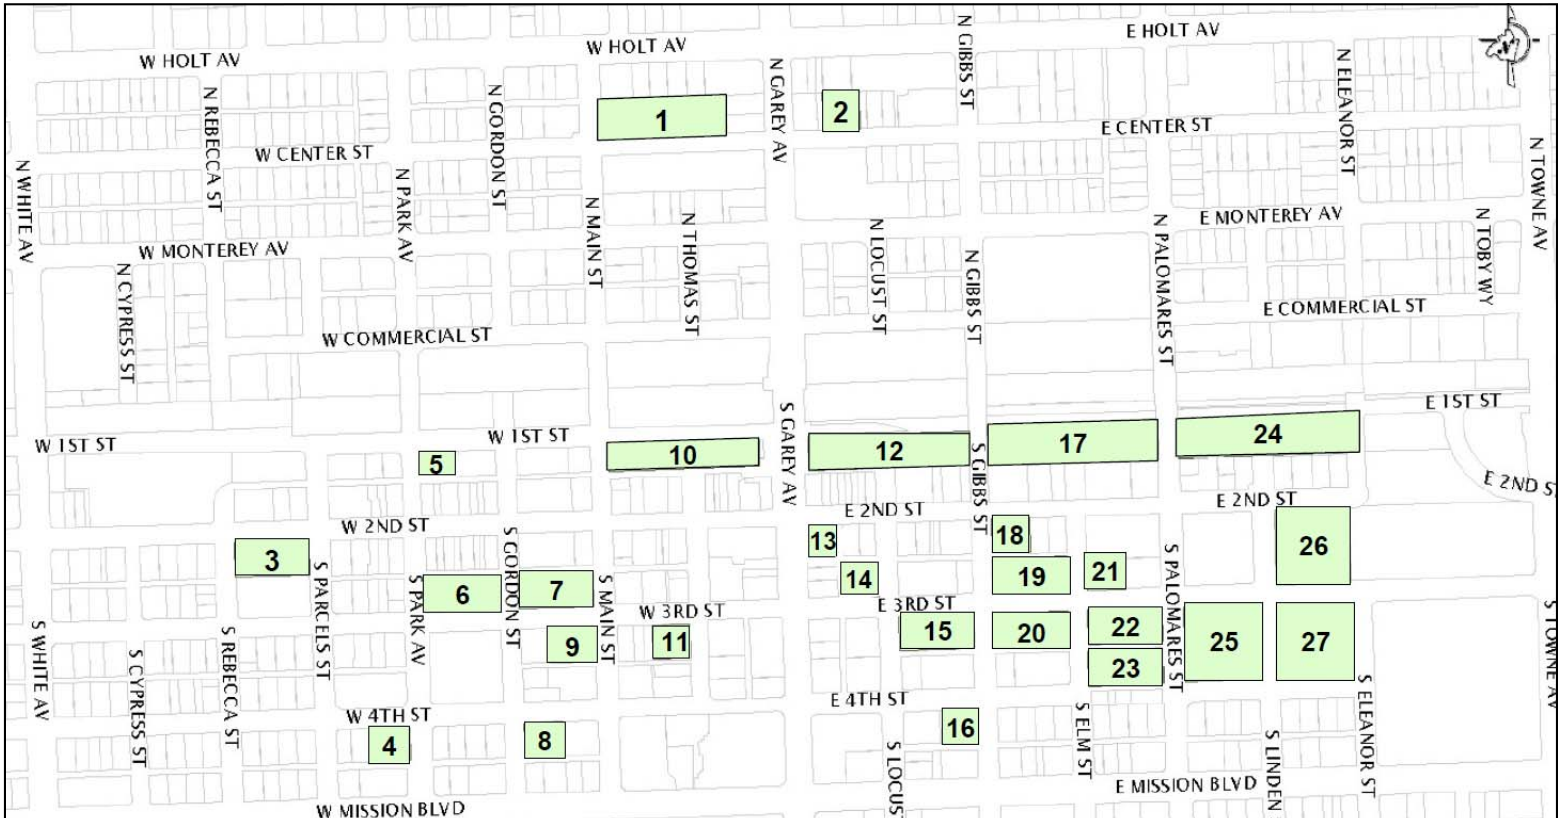 W HOLT AV
W HOLT AV
E HOLT AV
N GIBBS ST
N REBECCA ST
N GORDON ST
N GAREY AV
N ELEANOR ST
1
2
W CENTER ST
E CENTER ST
N WHITE AV
N PARK AV
N MAIN ST
N TOWNE AV
W MONTEREY AV
N THOMAS ST
N LOCUST ST
N PALOMARES ST
E MONTEREY AV
N TOBY WY
N CYPRESS ST
N GIBBS ST
W COMMERCIAL ST
E COMMERCIAL ST
W 1ST ST
W 1ST ST
E 1ST ST
S GAREY AV
S GIBBS ST
5
10
12
17
24
W 2ND ST
E 2ND ST
E 2ND ST
E 2ND S
3
S PARCELS ST
S PARK AV
6
S GORDON ST
7
S MAIN ST
13
14
18
19
21
S PALOMARES ST
26
W 3RD ST
E 3RD ST
S WHITE AV
S CYPRESS ST
S REBECCA ST
9
11
15
20
22
23
25
27
S TOWNE AV
W 4TH ST
E 4TH ST
4
8
16
S LOCUS
S ELM ST
S LINDEN
S ELEANOR ST
W MISSION BLVD
E MISSION BLVD